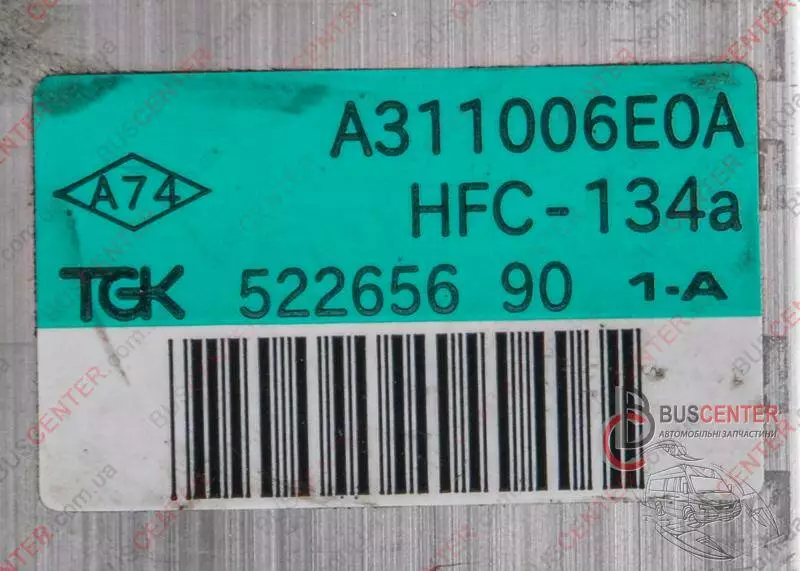 A311006E0A
A74
HFC-134a
TGK 522656 90 1-A
BUSCENTER
АВТОМОБІЛЬНІ ЗАПЧАСТИНИ